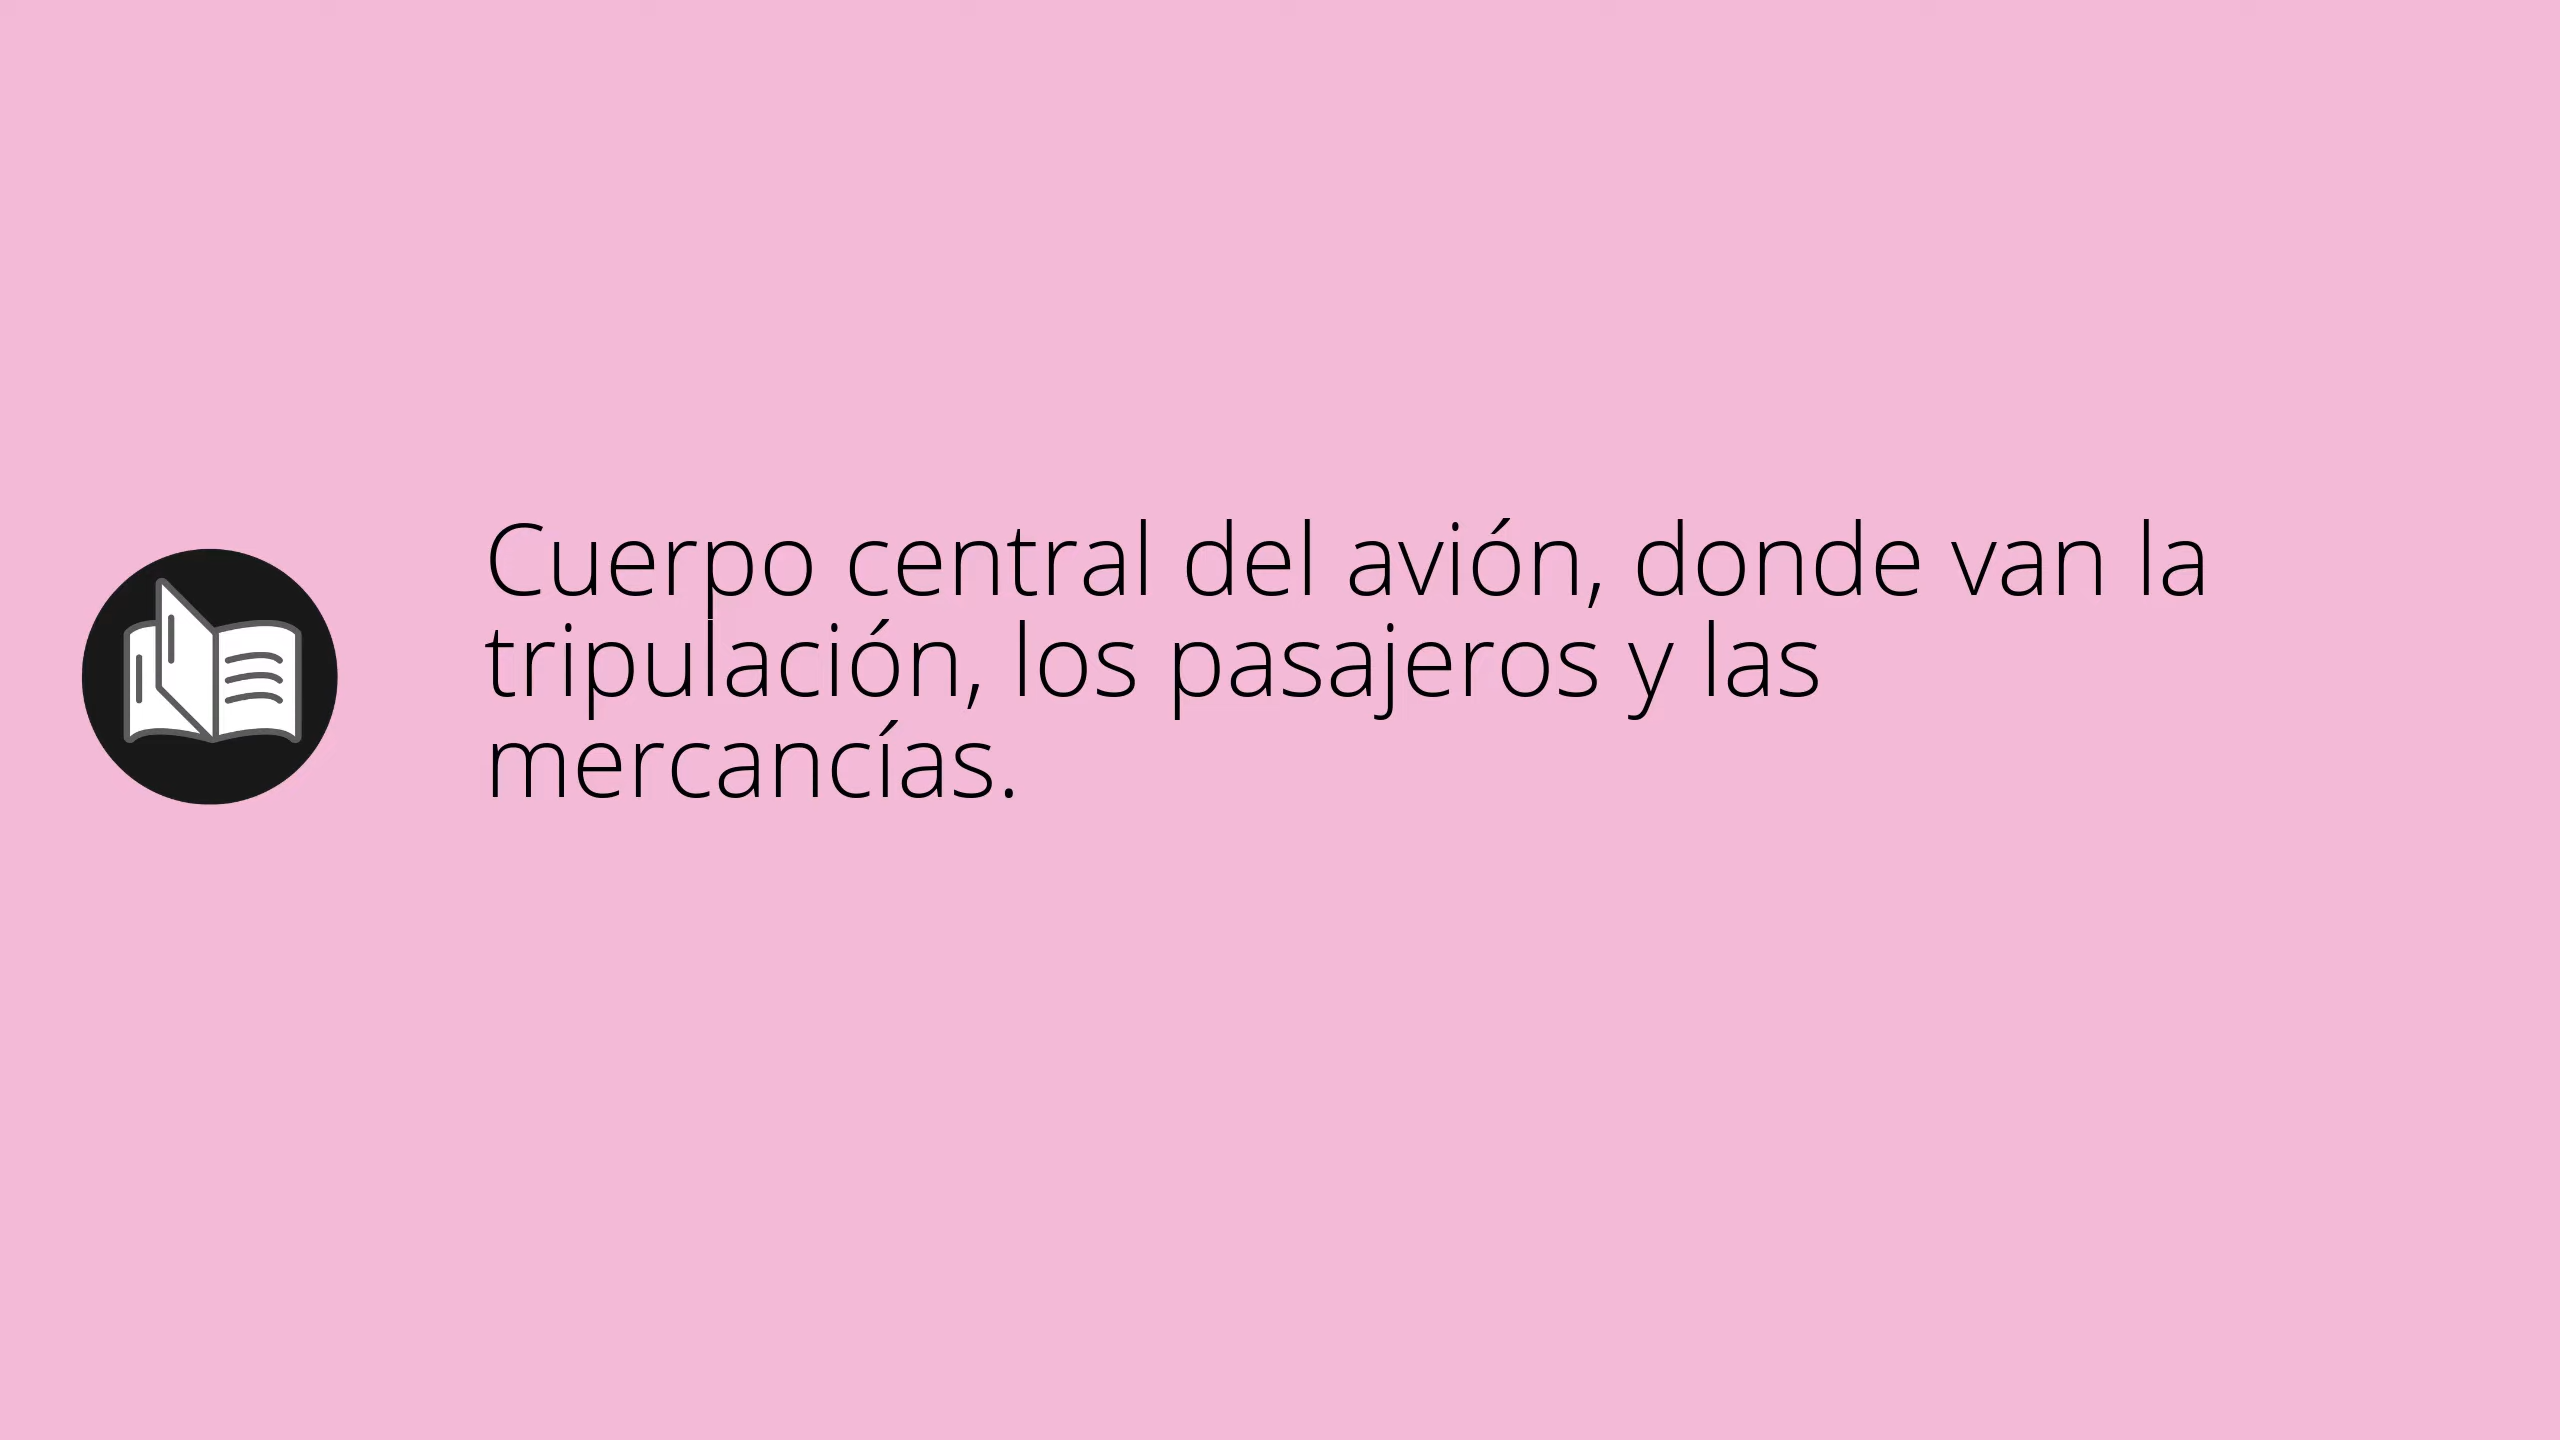 Cuerpo central del avión, donde van la
tripulación, los pasajeros y las
mercancías.